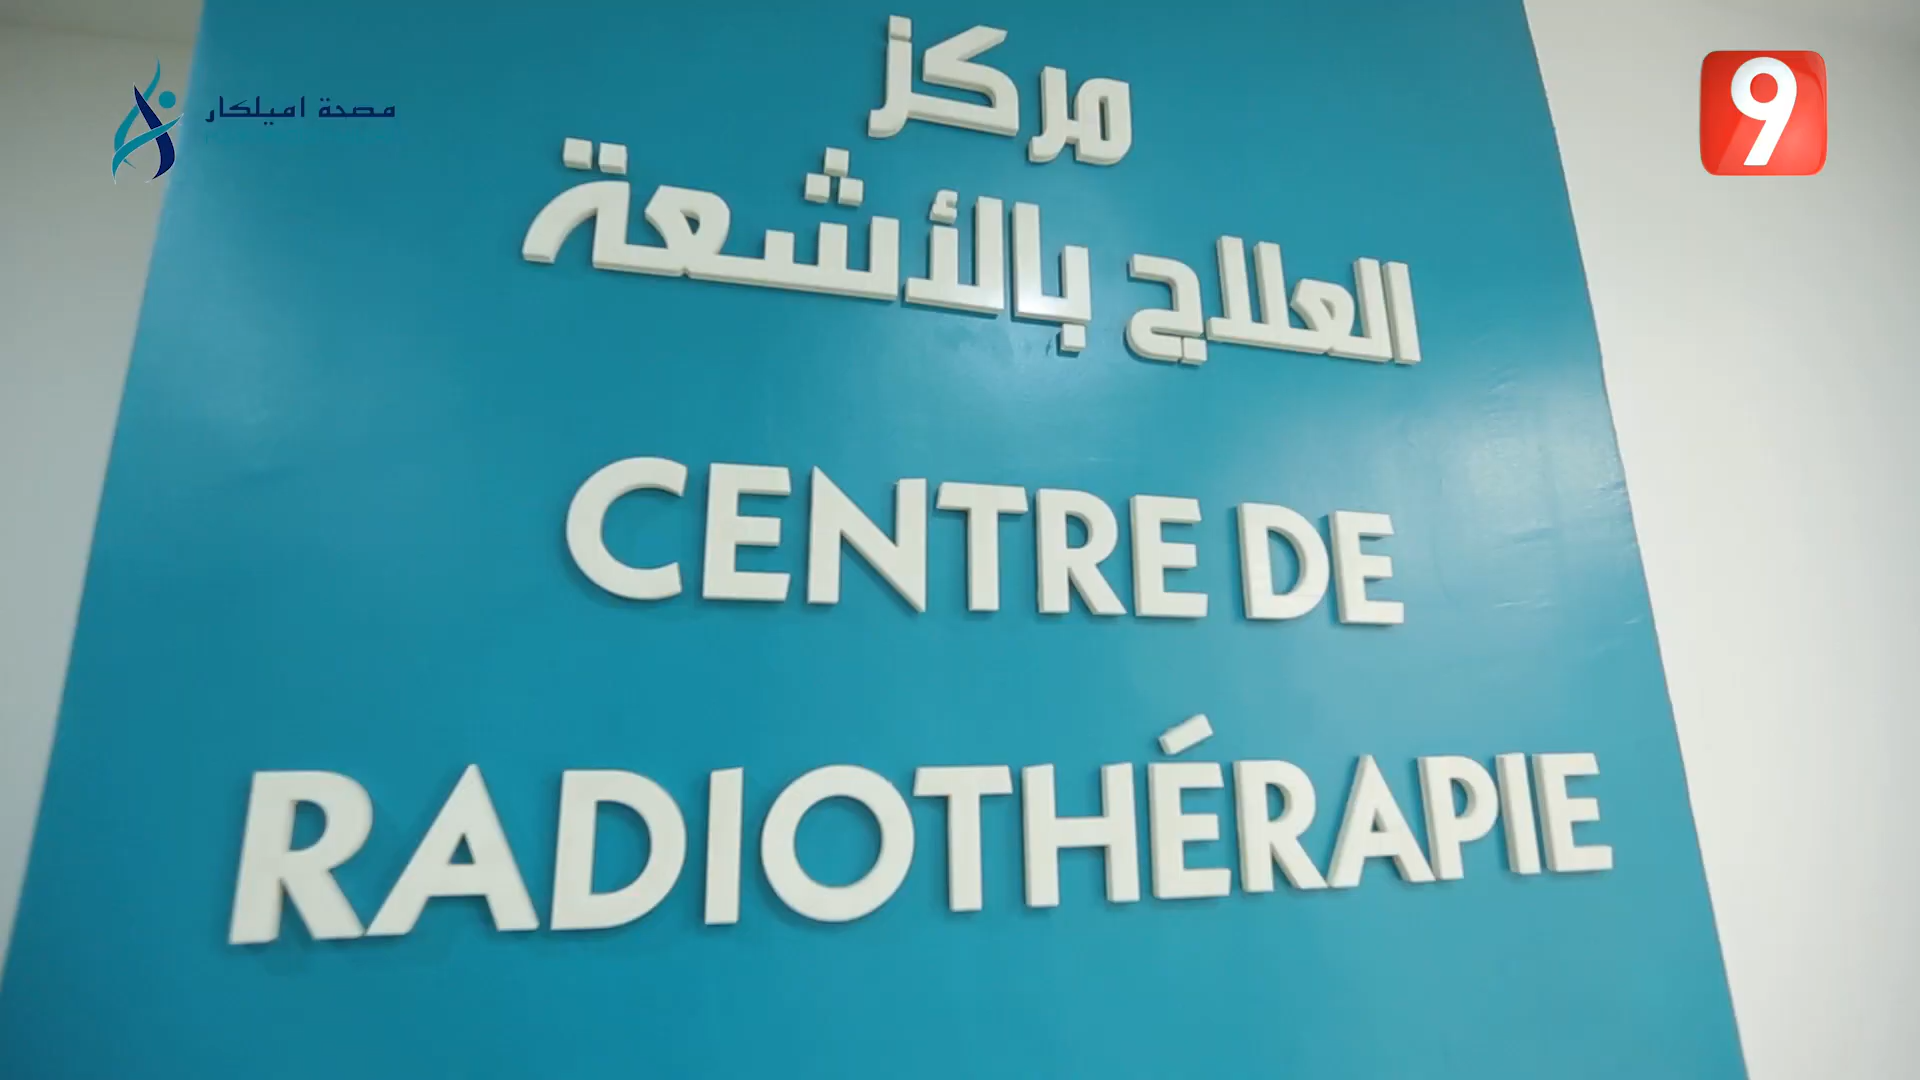 مصحة اميلكار
9
مركز
العلاج بالأشعة
CENTRE DE
RADIOTHÉRAPIE